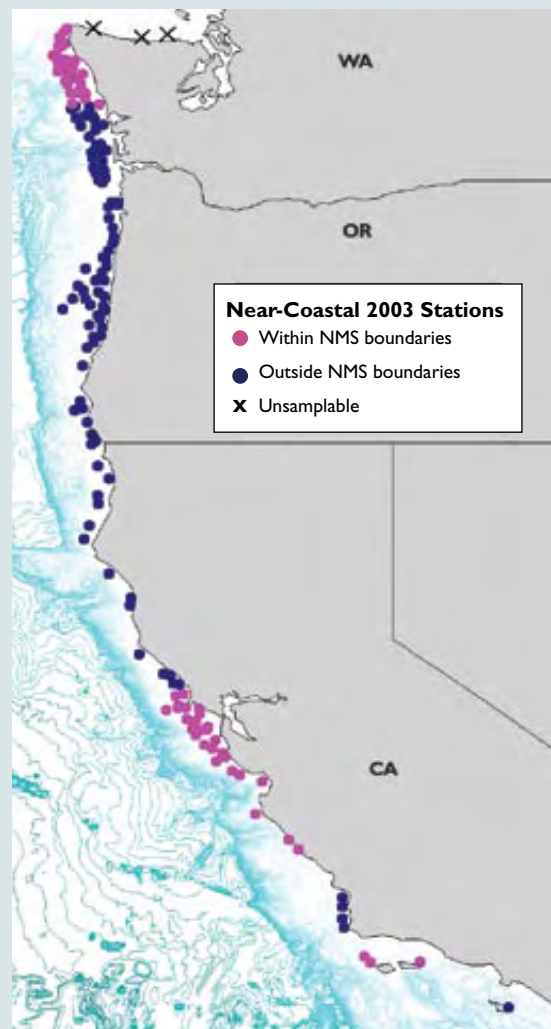 WA
OR
Near-Coastal 2003 Stations
Within NMS boundaries
Outside NMS boundaries
x Unsamplable
CA